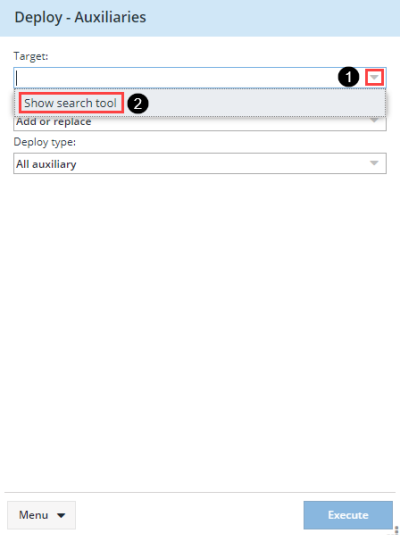 Deploy - Auxiliaries
Target:
1
Show search tool 2
Add or replace
Deploy type:
All auxiliary
Menu
Execute